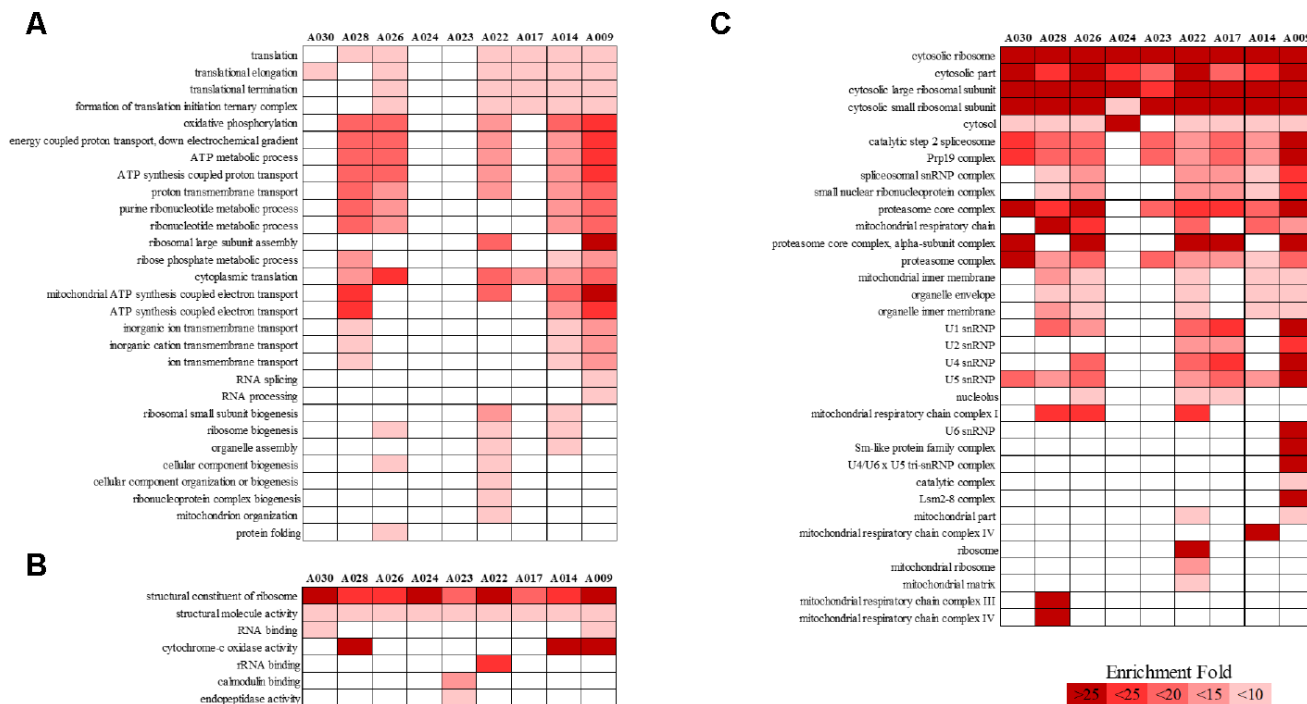 A
A030 A028 A026 A024 A023 A022 A017 A014 A009
translation
translational elongation
translational termination
formation of translation initiation ternary complex
oxidative phosphorylation
energy coupled proton transport, down electrochemical gradient
ATP metabolic process
ATP synthesis coupled proton transport
proton transmembrane transport
purine ribonucleotide metabolic process
ribonucleotide metabolic process
ribosomal large subunit assembly
ribose phosphate metabolic process
cytoplasmic translation
mitochondrial ATP synthesis coupled electron transport
ATP synthesis coupled electron transport
inorganic ion transmembrane transport
inorganic cation transmembrane transport
ion transmembrane transport
RNA splicing
RNA processing
ribosomal small subunit biogenesis
ribosome biogenesis
organelle assembly
cellular component biogenesis
cellular component organization or biogenesis
ribonucleoprotein complex biogenesis
mitochondrion organization
protein folding
B
A030 A028 A026 A024 A023 A022 A017 A014 A009
structural constituent of ribosome
structural molecule activity
RNA binding
cytochrome-c oxidase activity
rRNA binding
calmodulin binding
endopeptidase activity
C
A030 A028 A026 A024 A023 A022 A017 A014 A009
cytosolic ribosome
cytosolic part
cytosolic large ribosomal subunit
cytosolic small ribosomal subunit
cytosol
catalytic step 2 spliceosome
Prp19 complex
spliceosomal snRNP complex
small nuclear ribonucleoprotein complex
proteasome core complex
mitochondrial respiratory chain
proteasome core complex, alpha-subunit complex
proteasome complex
mitochondrial inner membrane
organelle envelope
organelle inner membrane
U1 snRNP
U2 snRNP
U4 snRNP
U5 snRNP
nucleolus
mitochondrial respiratory chain complex I
U6 snRNP
Sm-like protein family complex
U4/U6 x U5 tri-snRNP complex
catalytic complex
Lsm2-8 complex
mitochondrial part
mitochondrial respiratory chain complex IV
ribosome
mitochondrial ribosome
mitochondrial matrix
mitochondrial respiratory chain complex III
mitochondrial respiratory chain complex IV
Enrichment Fold
>25 <25 <20 <15 <10